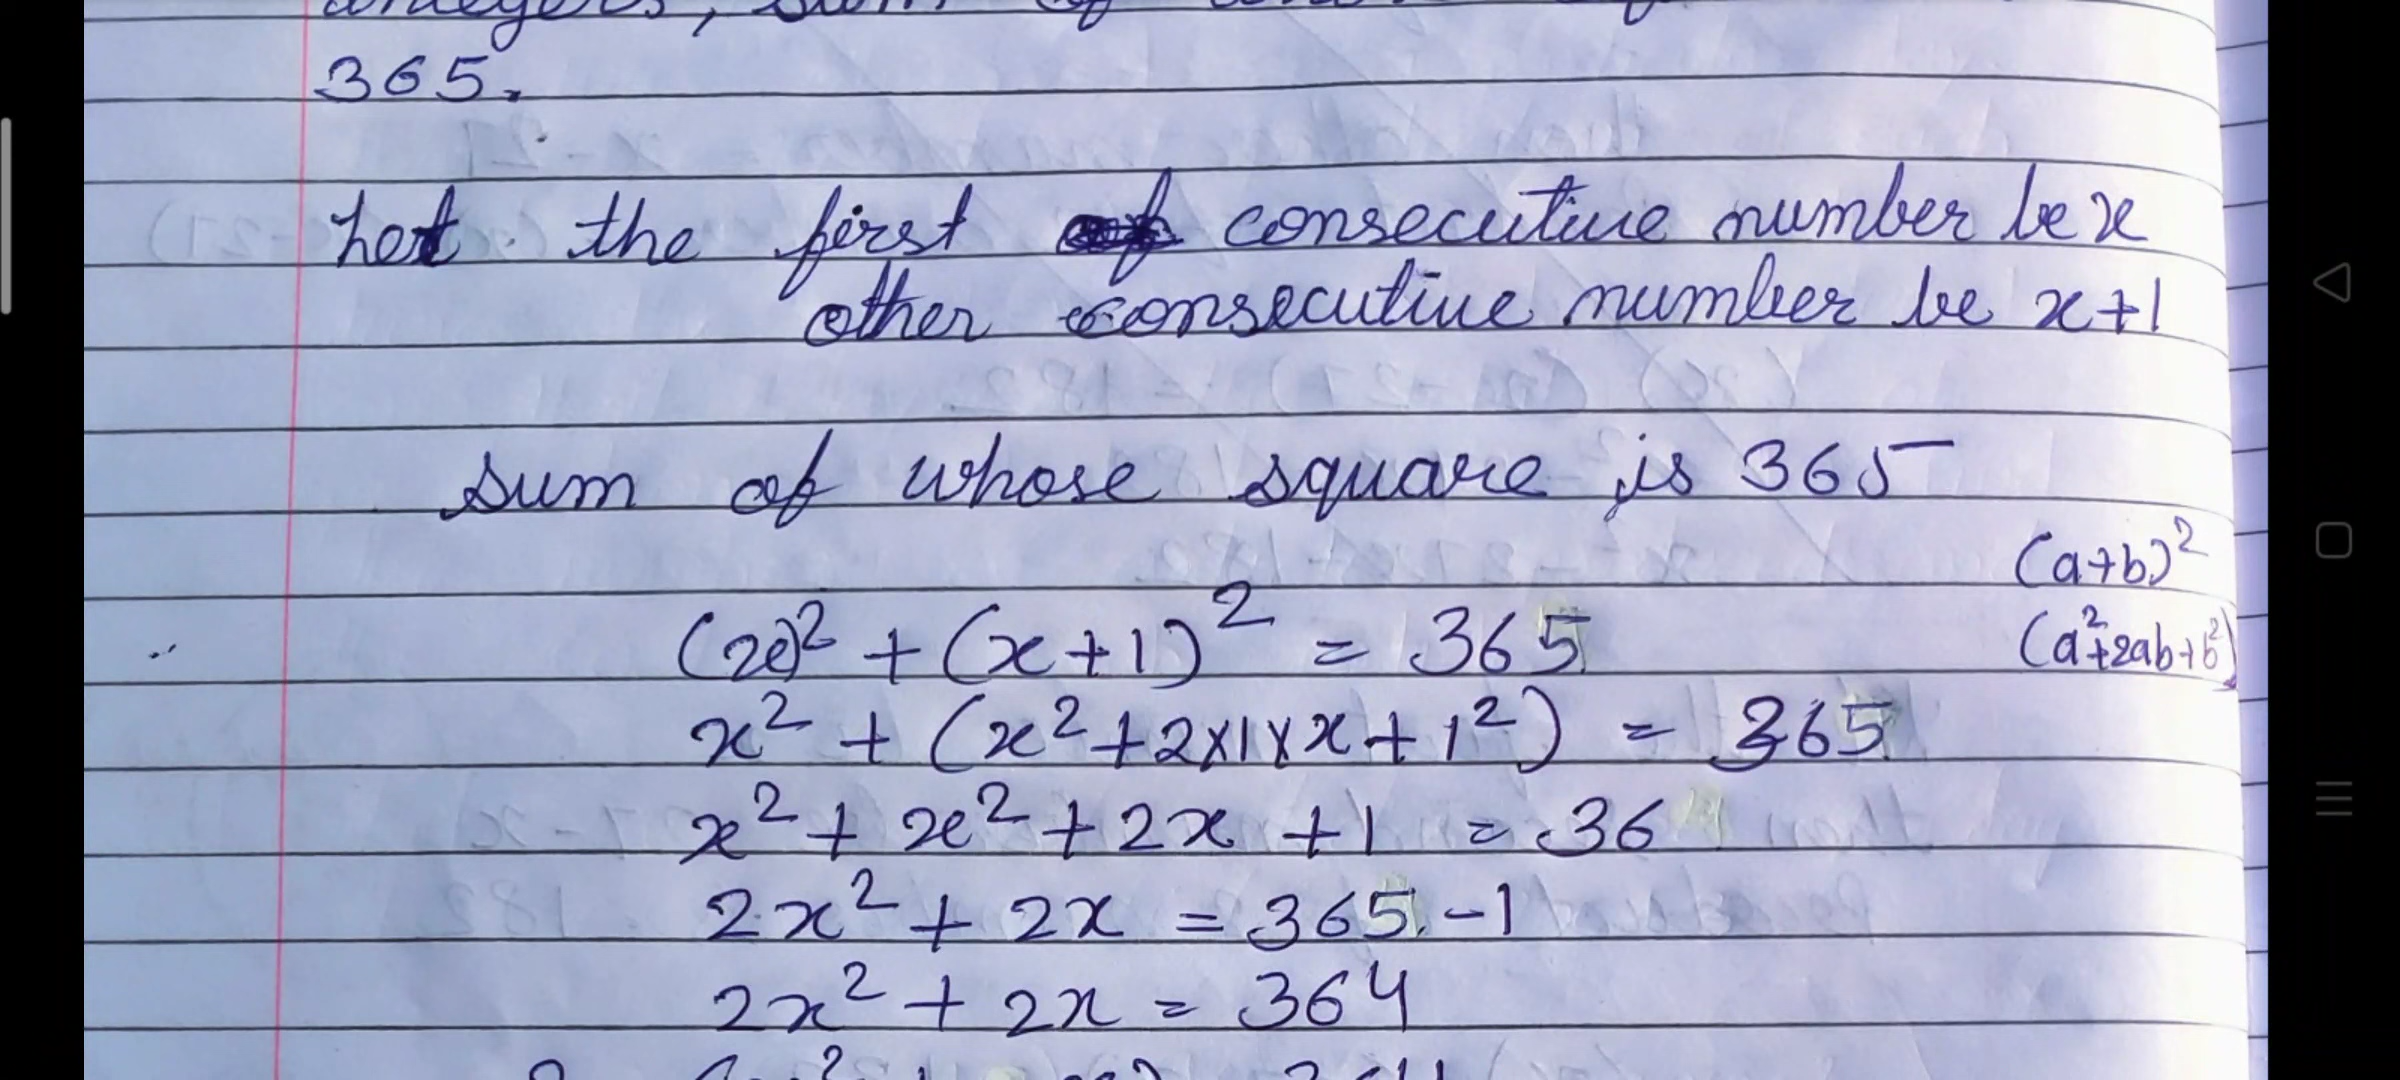 365.
Let the first consecutive number be x
other consecutive number be x+1
Sum of whose square is 365
(a+b)²
(x)² + (x+1)² = 365
(a²+2ab+b²)
x² + (x²+2×1×x+1²) = 365
x² + x² + 2x +1 = 36
2x² + 2x = 365-1
2x² + 2x = 364